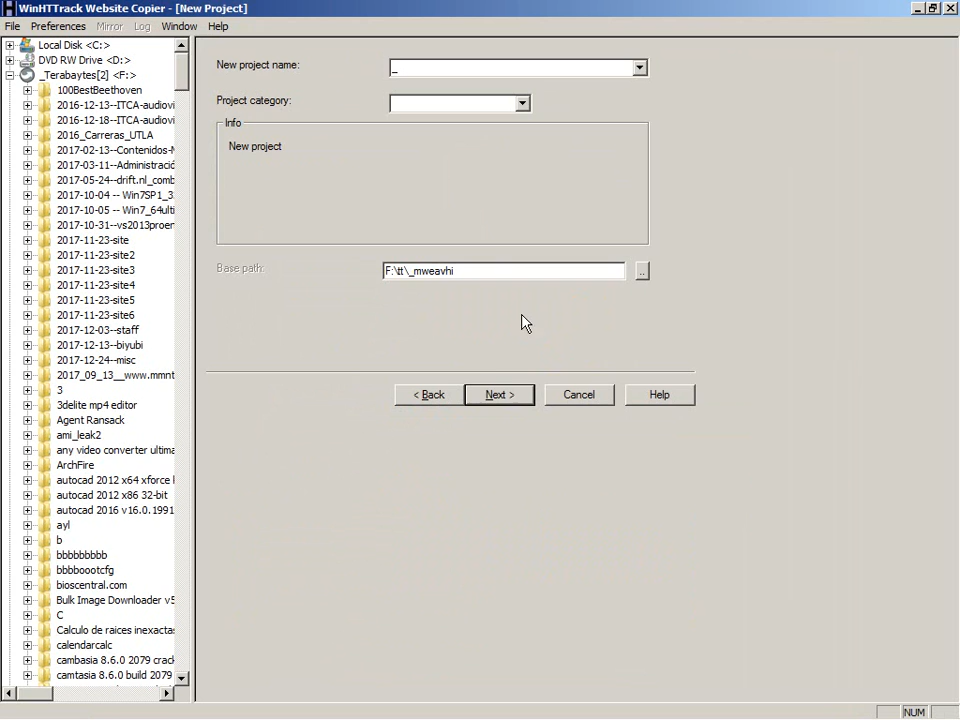 WinHTTrack Website Copier - [New Project]
File Preferences Mirror Log Window Help
Local Disk <C:>
DVD RW Drive <D:>
_Terabaytes[2] <F:>
100BestBeethoven
2016-12-13--ITCA-audiovi
2016-12-18--ITCA-audiovi
2016_Carreras_UTLA
2017-02-13--Contenidos-M
2017-03-11--Administració
2017-05-24--drift.nl_comb
2017-10-04 -- Win7SP1_3
2017-10-05 -- Win7_64ulti
2017-10-31--vs2013proen
2017-11-23-site
2017-11-23-site2
2017-11-23-site3
2017-11-23-site4
2017-11-23-site5
2017-11-23-site6
2017-12-03--staff
2017-12-13--biyubi
2017-12-24--misc
2017_09_13__www.mmnt
3
3delite mp4 editor
Agent Ransack
ami_leak2
any video converter ultima
ArchFire
autocad 2012 x64 xforce
autocad 2012 x86 32-bit
autocad 2016 v16.0.1991
ayl
b
bbbbbbbbb
bbbboootcfg
bioscentral.com
Bulk Image Downloader v5
C
Calculo de raices inexactas
calendarcalc
cambasia 8.6.0 2079 crack
camtasia 8.6.0 build 2079
New project name:
_
Project category:
Info
New project
Base path:
F:\tt\_mweavhi
..
< Back
Next >
Cancel
Help
NUM